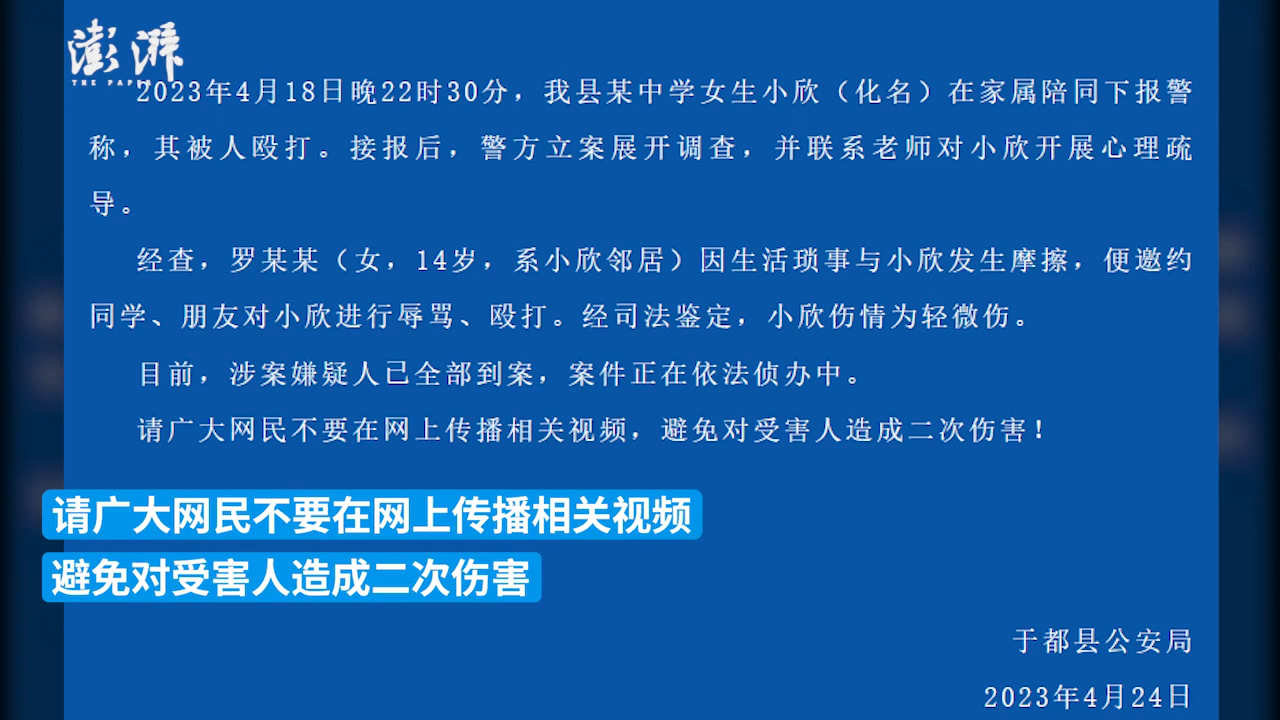 澎湃
THE PAPER
2023年4月18日晚22时30分，我县某中学女生小欣（化名）在家属陪同下报警
称，其被人殴打。接报后，警方立案展开调查，并联系老师对小欣开展心理疏
导。
经查，罗某某（女，14岁，系小欣邻居）因生活琐事与小欣发生摩擦，便邀约
同学、朋友对小欣进行辱骂、殴打。经司法鉴定，小欣伤情为轻微伤。
目前，涉案嫌疑人已全部到案，案件正在依法侦办中。
请广大网民不要在网上传播相关视频，避免对受害人造成二次伤害！
请广大网民不要在网上传播相关视频
避免对受害人造成二次伤害
于都县公安局
2023年4月24日